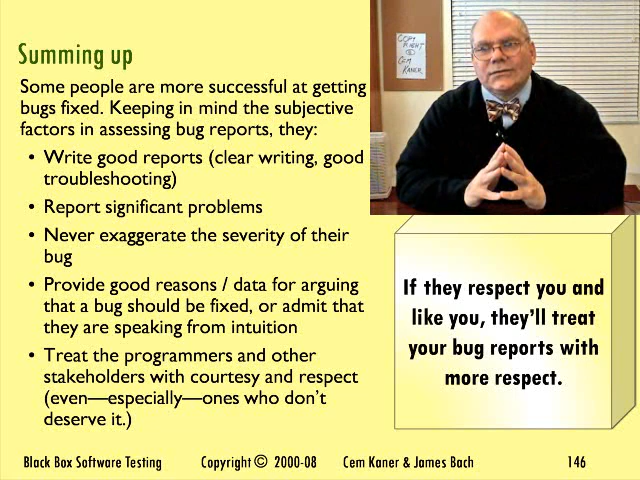 Summing up
Some people are more successful at getting
bugs fixed. Keeping in mind the subjective
factors in assessing bug reports, they:
• Write good reports (clear writing, good
troubleshooting)
• Report significant problems
• Never exaggerate the severity of their
bug
• Provide good reasons / data for arguing
that a bug should be fixed, or admit that
they are speaking from intuition
• Treat the programmers and other
stakeholders with courtesy and respect
(even—especially—ones who don't
deserve it.)
COPY
RIGHT
©
CEM
KANER
If they respect you and
like you, they'll treat
your bug reports with
more respect.
Black Box Software Testing Copyright © 2000-08 Cem Kaner & James Bach 146